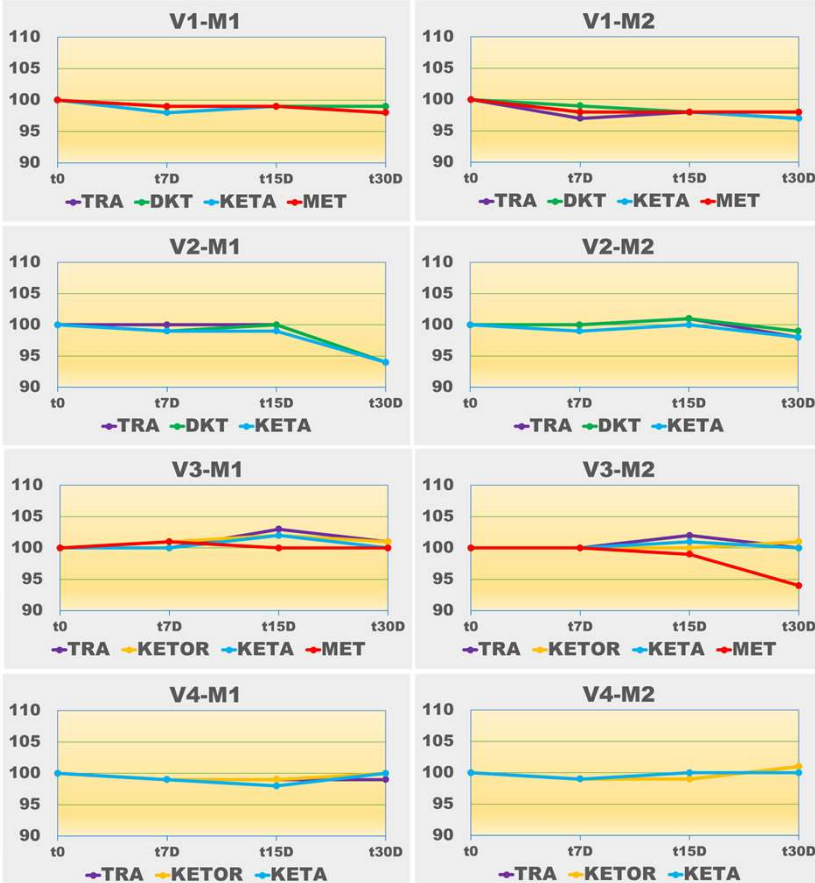 V1-M1
110
105
100
95
90
t0 t7D t15D t30D
TRA DKT KETA MET
V1-M2
110
105
100
95
90
t0 t7D t15D t30D
TRA DKT KETA MET
V2-M1
110
105
100
95
90
t0 t7D t15D t30D
TRA DKT KETA
V2-M2
110
105
100
95
90
t0 t7D t15D t30D
TRA DKT KETA
V3-M1
110
105
100
95
90
t0 t7D t15D t30D
TRA KETOR KETA MET
V3-M2
110
105
100
95
90
t0 t7D t15D t30D
TRA KETOR KETA MET
V4-M1
110
105
100
95
90
t0 t7D t15D t30D
TRA KETOR KETA
V4-M2
110
105
100
95
90
t0 t7D t15D t30D
TRA KETOR KETA